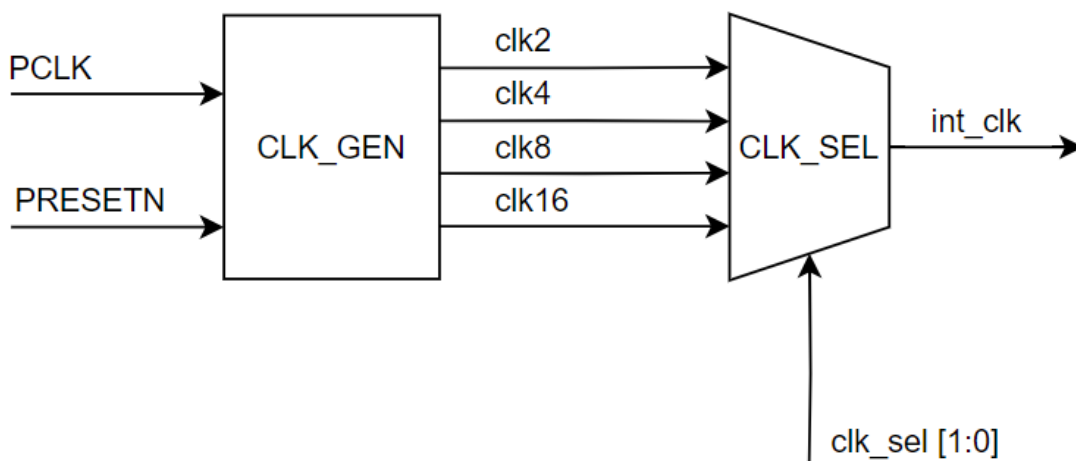 PCLK
PRESETN
CLK_GEN
clk2
clk4
clk8
clk16
CLK_SEL
int_clk
clk_sel [1:0]